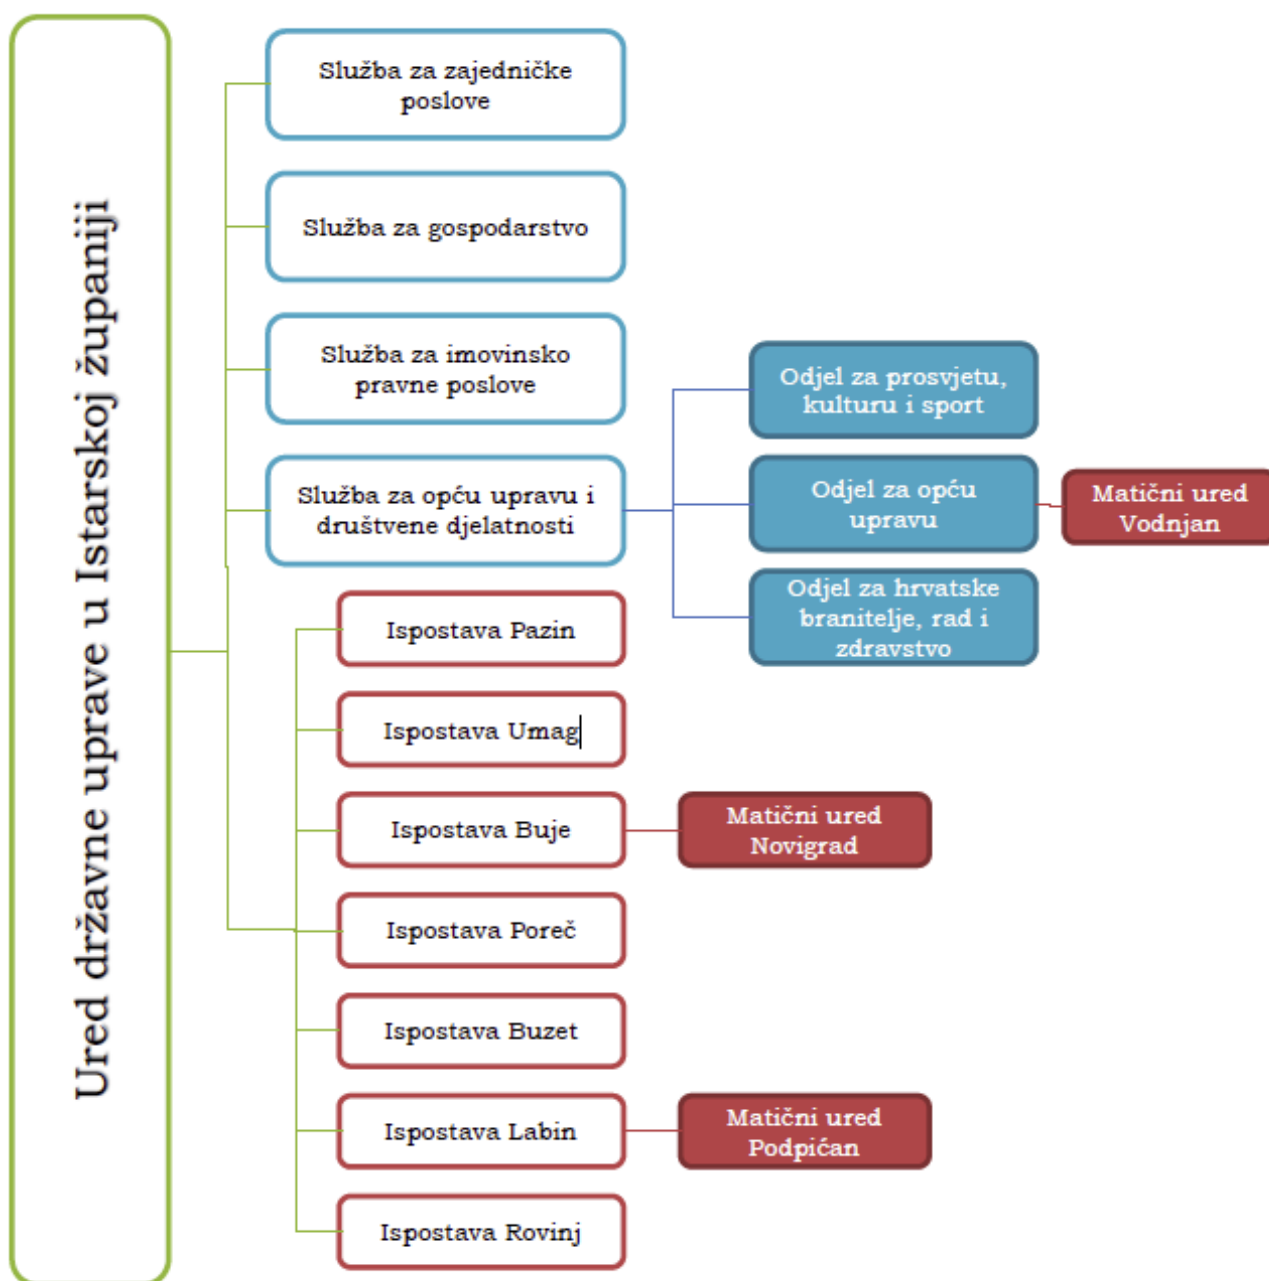 Ured državne uprave u Istarskoj županiji
Služba za zajedničke
poslove
Služba za gospodarstvo
Služba za imovinsko
pravne poslove
Služba za opću upravu i
društvene djelatnosti
Odjel za prosvjetu,
kulturu i sport
Odjel za opću
upravu
Matični ured
Vodnjan
Odjel za hrvatske
branitelje, rad i
zdravstvo
Ispostava Pazin
Ispostava Umag
Ispostava Buje
Matični ured
Novigrad
Ispostava Poreč
Ispostava Buzet
Ispostava Labin
Matični ured
Podpićan
Ispostava Rovinj